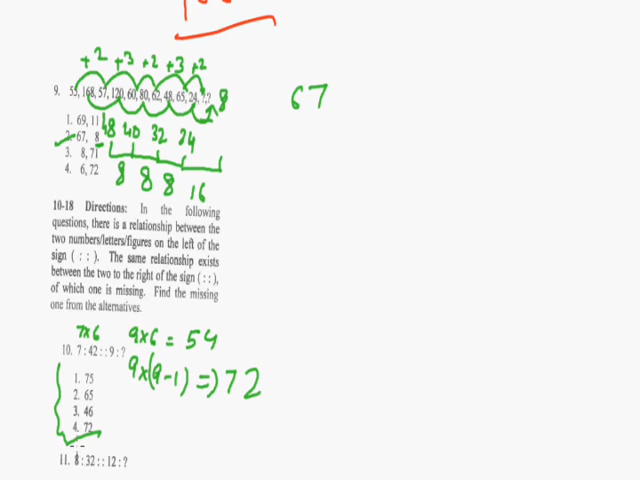 +2 +3 +2 +3 +2
9. 55, 168, 57, 120, 60, 80, 62, 48, 65, 24, ?, ? 8
67
1. 69, 11
2. 67, 8
3. 8, 71
4. 6, 72
48 40 32 24
8 8 8 16
10-18 Directions: In the following
questions, there is a relationship between the
two numbers/letters/figures on the left of the
sign ( : : ). The same relationship exists
between the two to the right of the sign ( : : ),
of which one is missing. Find the missing
one from the alternatives.
7x6 9x6 = 54
10. 7 : 42 : : 9 : ?
9x(9-1) => 72
1. 75
2. 65
3. 46
4. 72
11. 8 : 32 : : 12 : ?